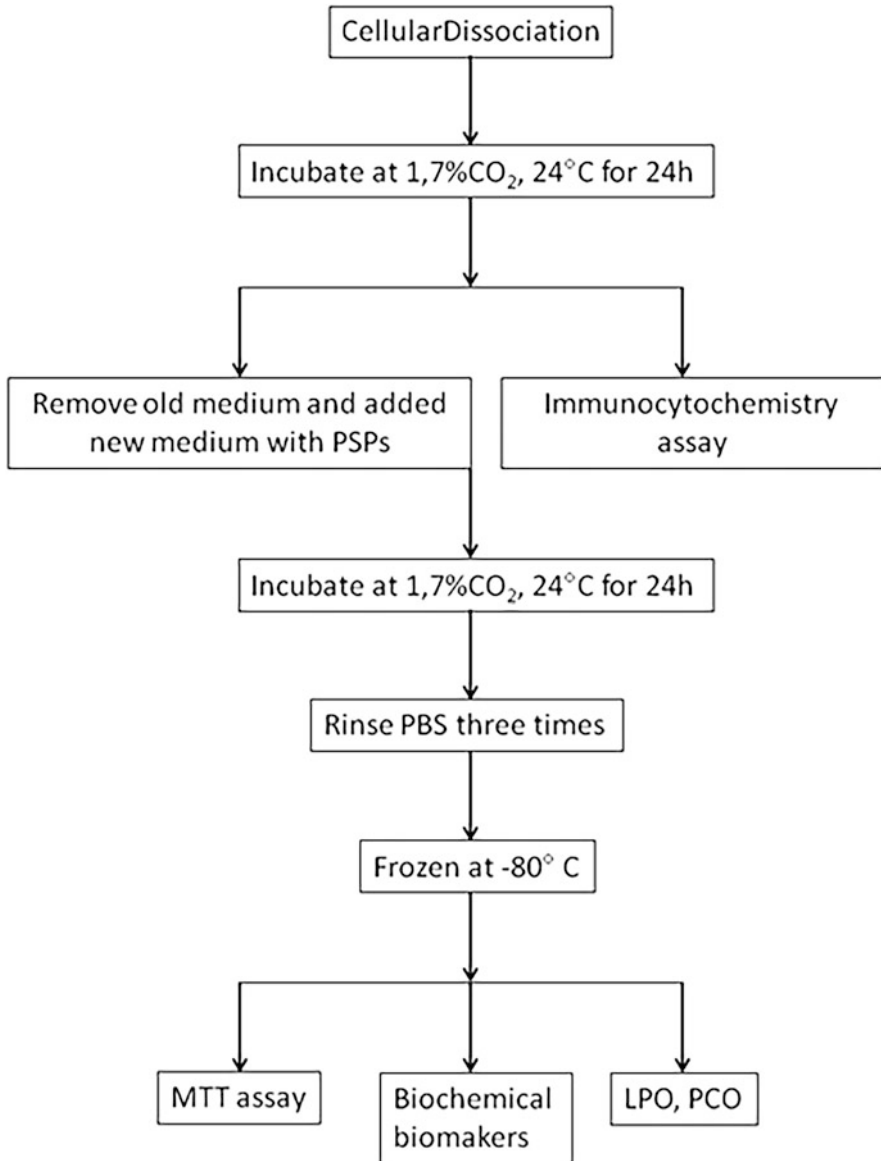 CellularDissociation
Incubate at 1,7%CO₂, 24°C for 24h
Remove old medium and added
new medium with PSPs
Immunocytochemistry
assay
Incubate at 1,7%CO₂, 24°C for 24h
Rinse PBS three times
Frozen at -80° C
MTT assay
Biochemical
biomakers
LPO, PCO